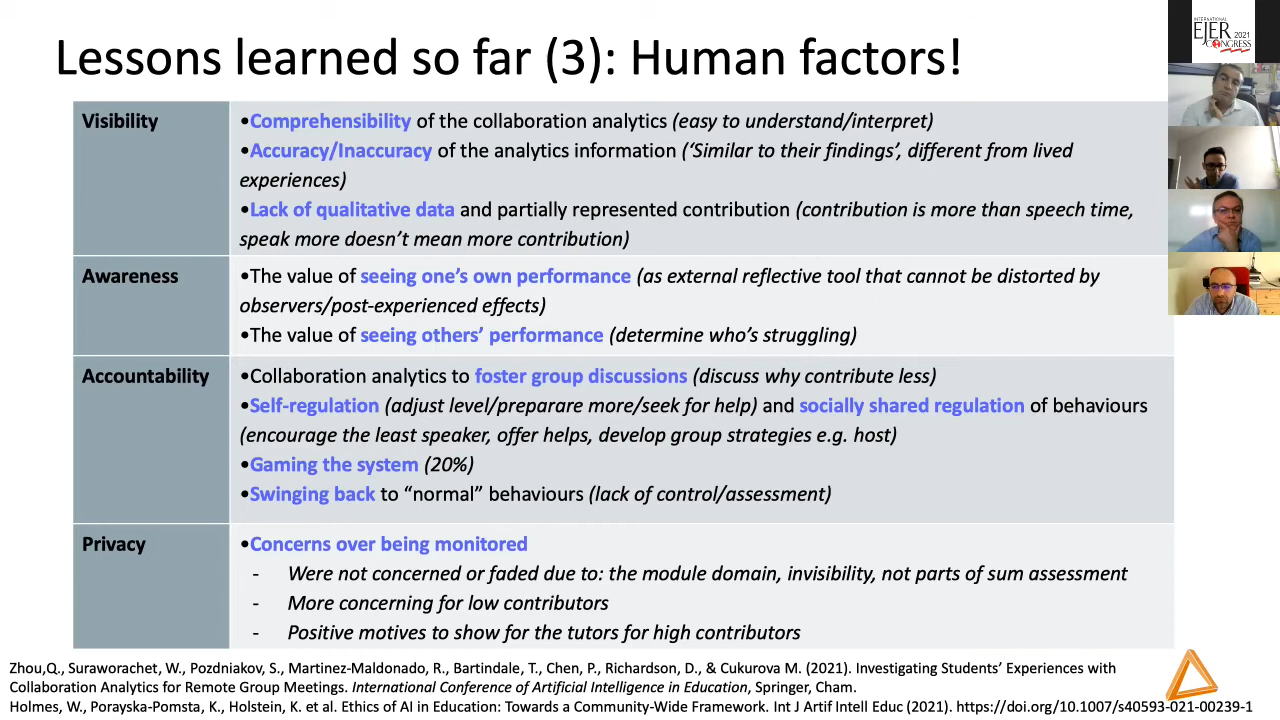 Lessons learned so far (3): Human factors!
INTERNATIONAL
EJER 2021
CONGRESS
Visibility
•Comprehensibility of the collaboration analytics (easy to understand/interpret)
•Accuracy/Inaccuracy of the analytics information (‘Similar to their findings’, different from lived
experiences)
•Lack of qualitative data and partially represented contribution (contribution is more than speech time,
speak more doesn’t mean more contribution)
Awareness
•The value of seeing one’s own performance (as external reflective tool that cannot be distorted by
observers/post-experienced effects)
•The value of seeing others’ performance (determine who’s struggling)
Accountability
•Collaboration analytics to foster group discussions (discuss why contribute less)
•Self-regulation (adjust level/preparare more/seek for help) and socially shared regulation of behaviours
(encourage the least speaker, offer helps, develop group strategies e.g. host)
•Gaming the system (20%)
•Swinging back to “normal” behaviours (lack of control/assessment)
Privacy
•Concerns over being monitored
- Were not concerned or faded due to: the module domain, invisibility, not parts of sum assessment
- More concerning for low contributors
- Positive motives to show for the tutors for high contributors
Zhou,Q., Suraworachet, W., Pozdniakov, S., Martinez-Maldonado, R., Bartindale, T., Chen, P., Richardson, D., & Cukurova M. (2021). Investigating Students’ Experiences with
Collaboration Analytics for Remote Group Meetings. International Conference of Artificial Intelligence in Education, Springer, Cham.
Holmes, W., Porayska-Pomsta, K., Holstein, K. et al. Ethics of AI in Education: Towards a Community-Wide Framework. Int J Artif Intell Educ (2021). https://doi.org/10.1007/s40593-021-00239-1